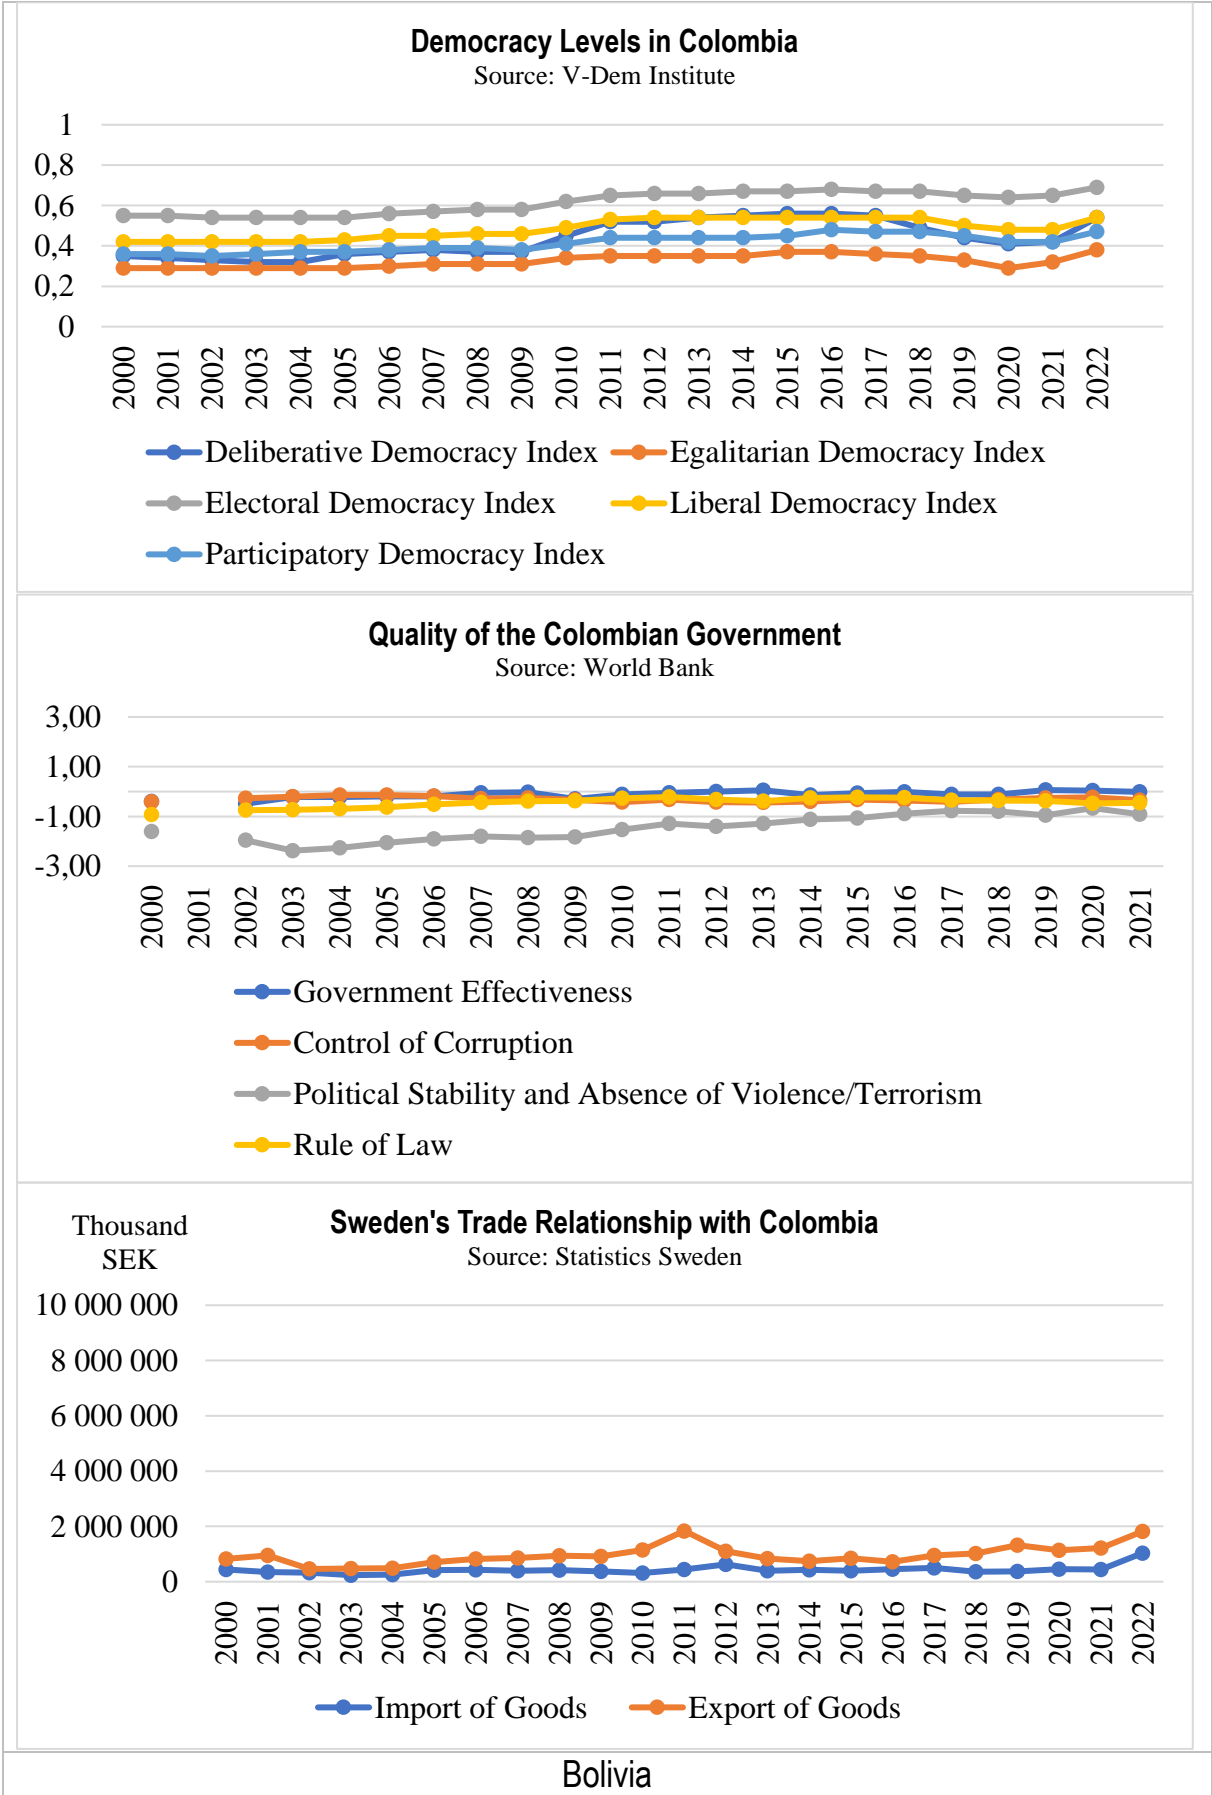 Democracy Levels in Colombia
Source: V-Dem Institute
1
0,8
0,6
0,4
0,2
0
2000 2001 2002 2003 2004 2005 2006 2007 2008 2009 2010 2011 2012 2013 2014 2015 2016 2017 2018 2019 2020 2021 2022
Deliberative Democracy Index Egalitarian Democracy Index
Electoral Democracy Index Liberal Democracy Index
Participatory Democracy Index
Quality of the Colombian Government
Source: World Bank
3,00
1,00
-1,00
-3,00
2000 2001 2002 2003 2004 2005 2006 2007 2008 2009 2010 2011 2012 2013 2014 2015 2016 2017 2018 2019 2020 2021
Government Effectiveness
Control of Corruption
Political Stability and Absence of Violence/Terrorism
Rule of Law
Thousand
SEK
Sweden's Trade Relationship with Colombia
Source: Statistics Sweden
10 000 000
8 000 000
6 000 000
4 000 000
2 000 000
0
2000 2001 2002 2003 2004 2005 2006 2007 2008 2009 2010 2011 2012 2013 2014 2015 2016 2017 2018 2019 2020 2021 2022
Import of Goods Export of Goods
Bolivia